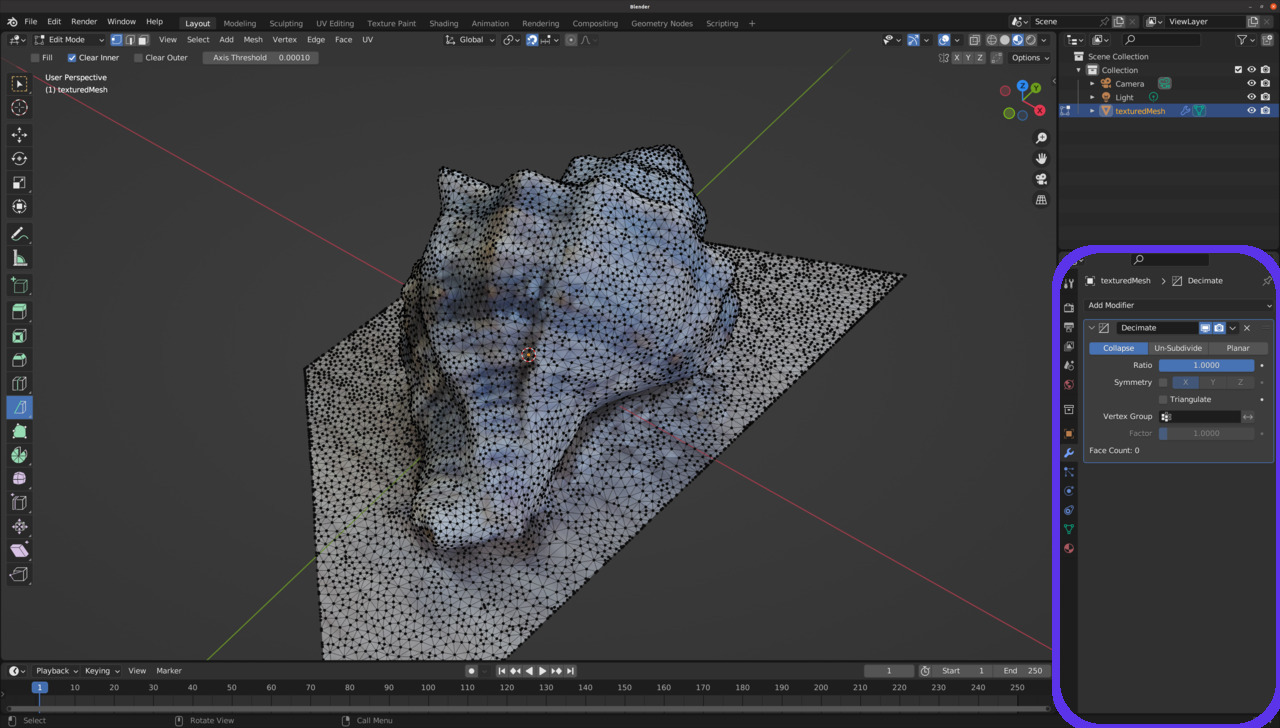 Blender
File Edit Render Window Help Layout Modeling Sculpting UV Editing Texture Paint Shading Animation Rendering Compositing Geometry Nodes Scripting + Scene ViewLayer
Edit Mode View Select Add Mesh Vertex Edge Face UV Global
Fill Clear Inner Clear Outer Axis Threshold 0.00010 X Y Z Options
User Perspective
(1) texturedMesh
Z Y X
Scene Collection
Collection
Camera
Light
texturedMesh
texturedMesh > Decimate
Add Modifier
Decimate
Collapse Un-Subdivide Planar
Ratio 1.0000
Symmetry X Y Z
Triangulate
Vertex Group
Factor 1.0000
Face Count: 0
Playback Keying View Marker 1 Start 1 End 250
1 10 20 30 40 50 60 70 80 90 100 110 120 130 140 150 160 170 180 190 200 210 220 230 240 250
Select Rotate View Call Menu